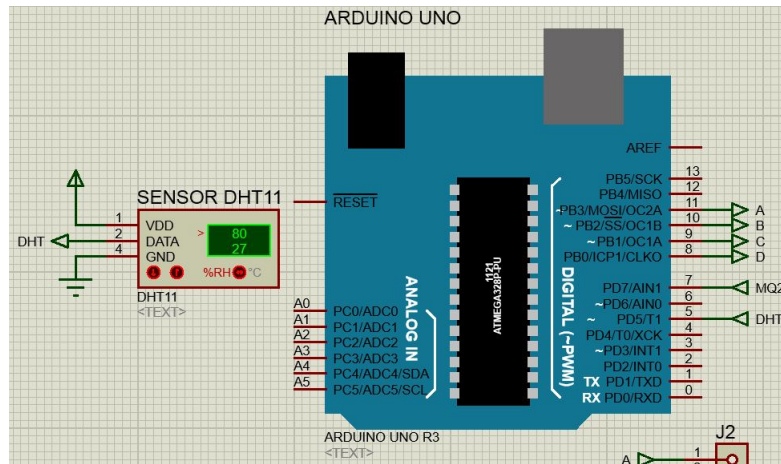 ARDUINO UNO
SENSOR DHT11
1
VDD
2
DATA
4
GND
DHT
>
80
27
%RH
°C
DHT11
<TEXT>
RESET
AREF
PB5/SCK 13
PB4/MISO 12
~PB3/MOSI/OC2A 11 A
~ PB2/SS/OC1B 10 B
~PB1/OC1A 9 C
PB0/ICP1/CLKO 8 D
PD7/AIN1 7 MQ2
~PD6/AIN0 6
~ PD5/T1 5 DHT
PD4/T0/XCK 4
~PD3/INT1 3
PD2/INT0 2
TX PD1/TXD 1
RX PD0/RXD 0
DIGITAL (~PWM)
1121
ATMEGA328P-PU
ANALOG IN
A0 PC0/ADC0
A1 PC1/ADC1
A2 PC2/ADC2
A3 PC3/ADC3
A4 PC4/ADC4/SDA
A5 PC5/ADC5/SCL
ARDUINO UNO R3
<TEXT>
J2
A 1